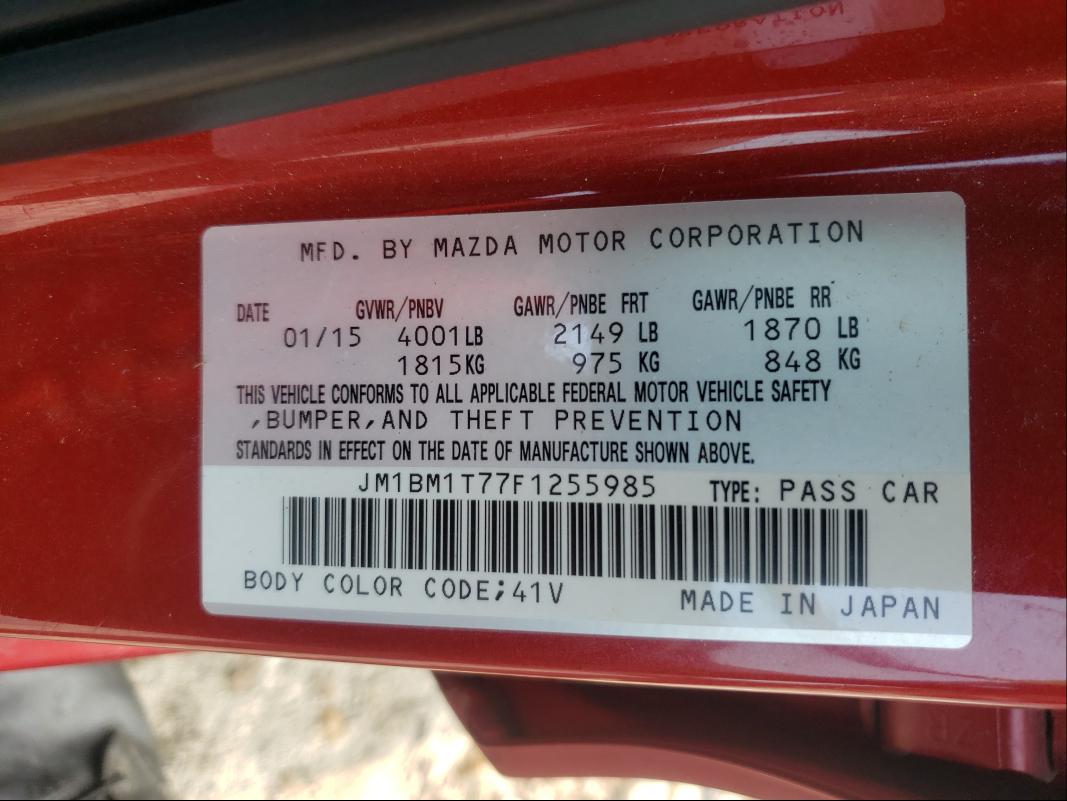 MFD. BY MAZDA MOTOR CORPORATION
DATE GVWR/PNBV GAWR/PNBE FRT GAWR/PNBE RR
01/15 4001LB 2149 LB 1870 LB
1815KG 975 KG 848 KG
THIS VEHICLE CONFORMS TO ALL APPLICABLE FEDERAL MOTOR VEHICLE SAFETY
,BUMPER,AND THEFT PREVENTION
STANDARDS IN EFFECT ON THE DATE OF MANUFACTURE SHOWN ABOVE.
JM1BM1T77F1255985 TYPE: PASS CAR
BODY COLOR CODE;41V MADE IN JAPAN